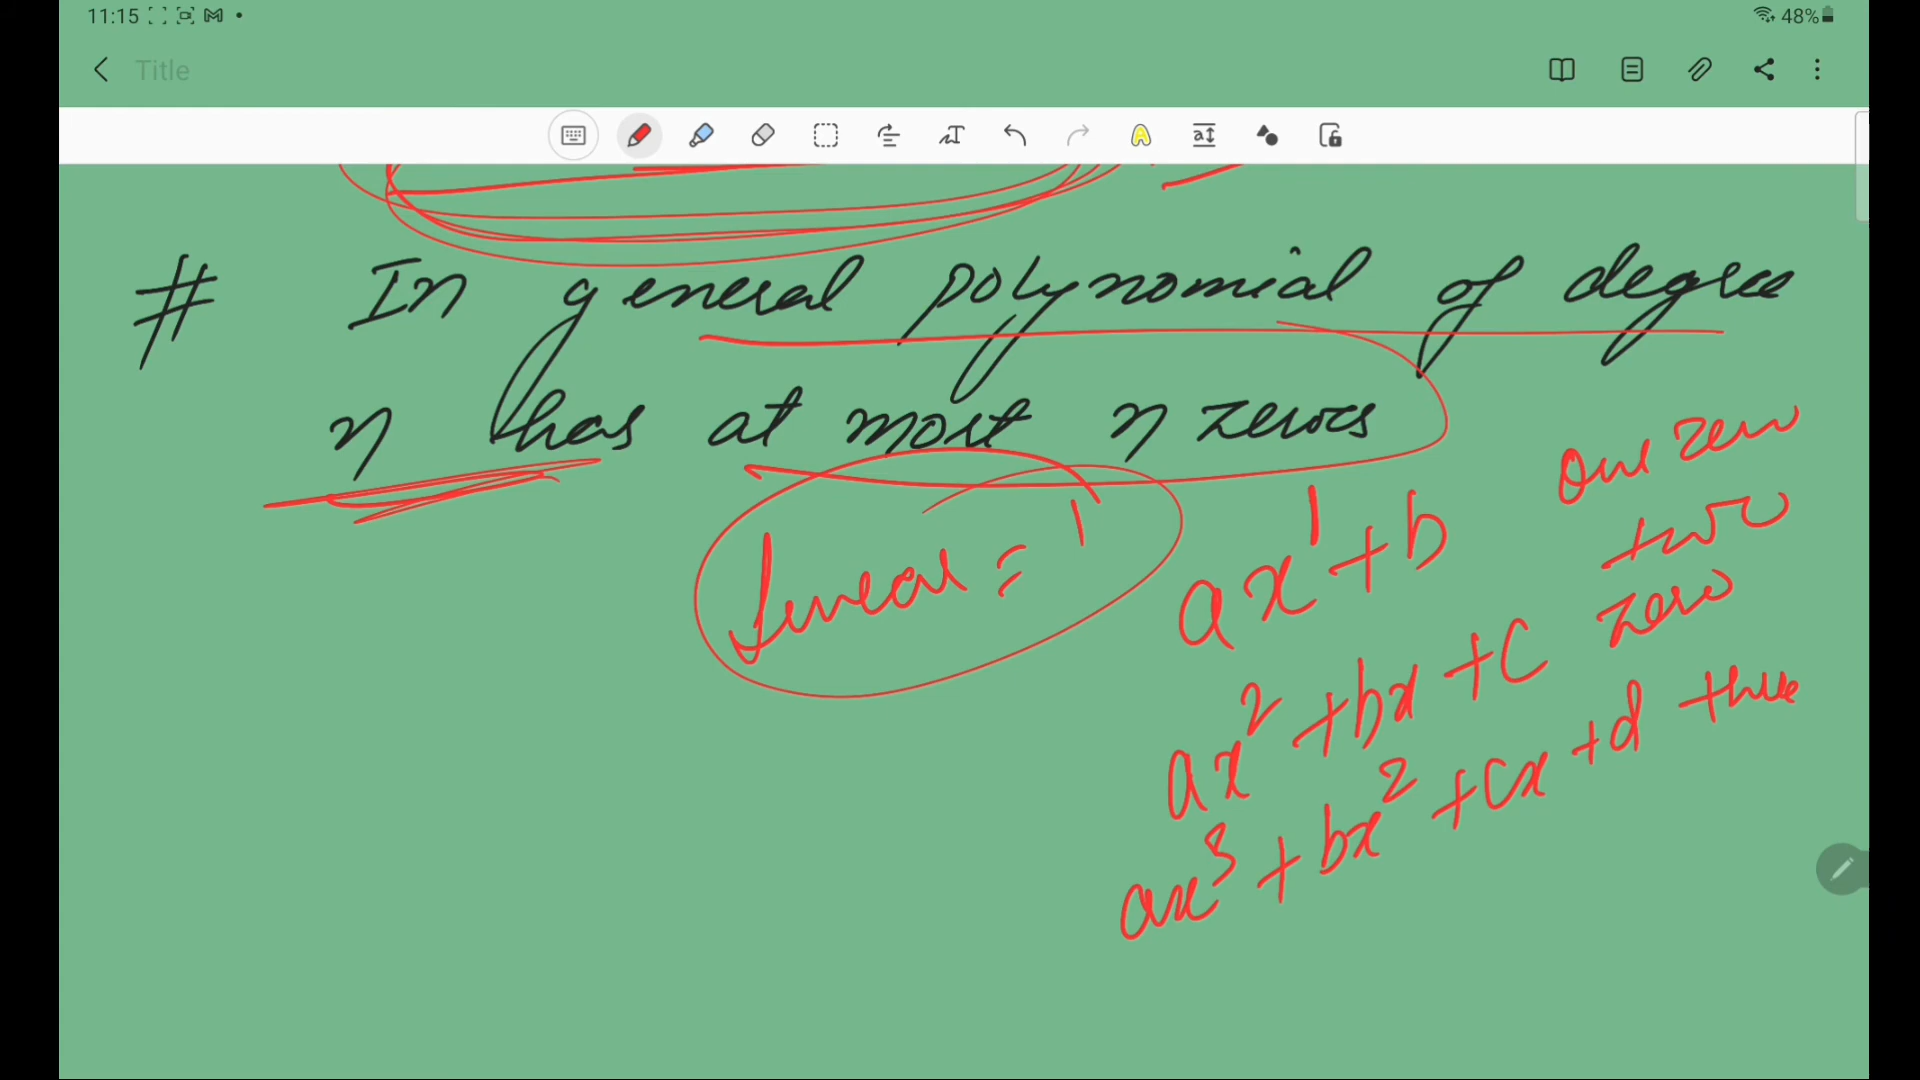 11:15
48%
Title
# In general polynomial of degree
n has at most n zeroes
linear = 1
ax¹ + b one zero
ax² + bx + c two zero
ax³ + bx² + cx + d three